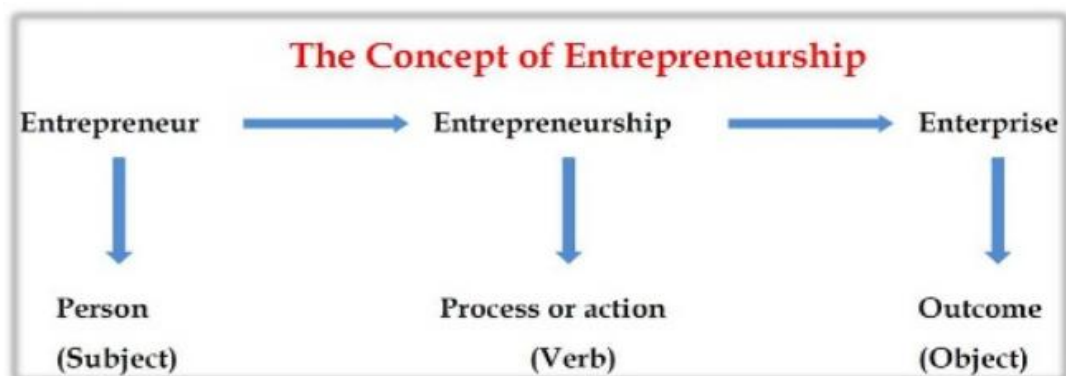 The Concept of Entrepreneurship
Entrepreneur Entrepreneurship Enterprise
Person Process or action Outcome
(Subject) (Verb) (Object)